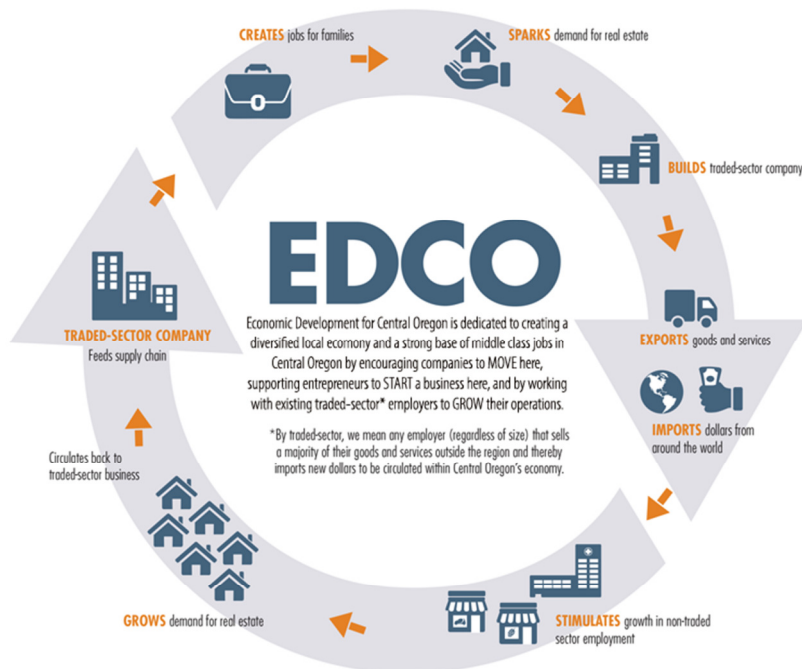 CREATES jobs for families
SPARKS demand for real estate
BUILDS traded-sector company
EXPORTS goods and services
IMPORTS dollars from
around the world
STIMULATES growth in non-traded
sector employment
GROWS demand for real estate
Circulates back to
traded-sector business
TRADED-SECTOR COMPANY
Feeds supply chain
EDCO
Economic Development for Central Oregon is dedicated to creating a
diversified local economy and a strong base of middle class jobs in
Central Oregon by encouraging companies to MOVE here,
supporting entrepreneurs to START a business here, and by working
with existing traded-sector* employers to GROW their operations.
*By traded-sector, we mean any employer (regardless of size) that sells
a majority of their goods and services outside the region and thereby
imports new dollars to be circulated within Central Oregon's economy.